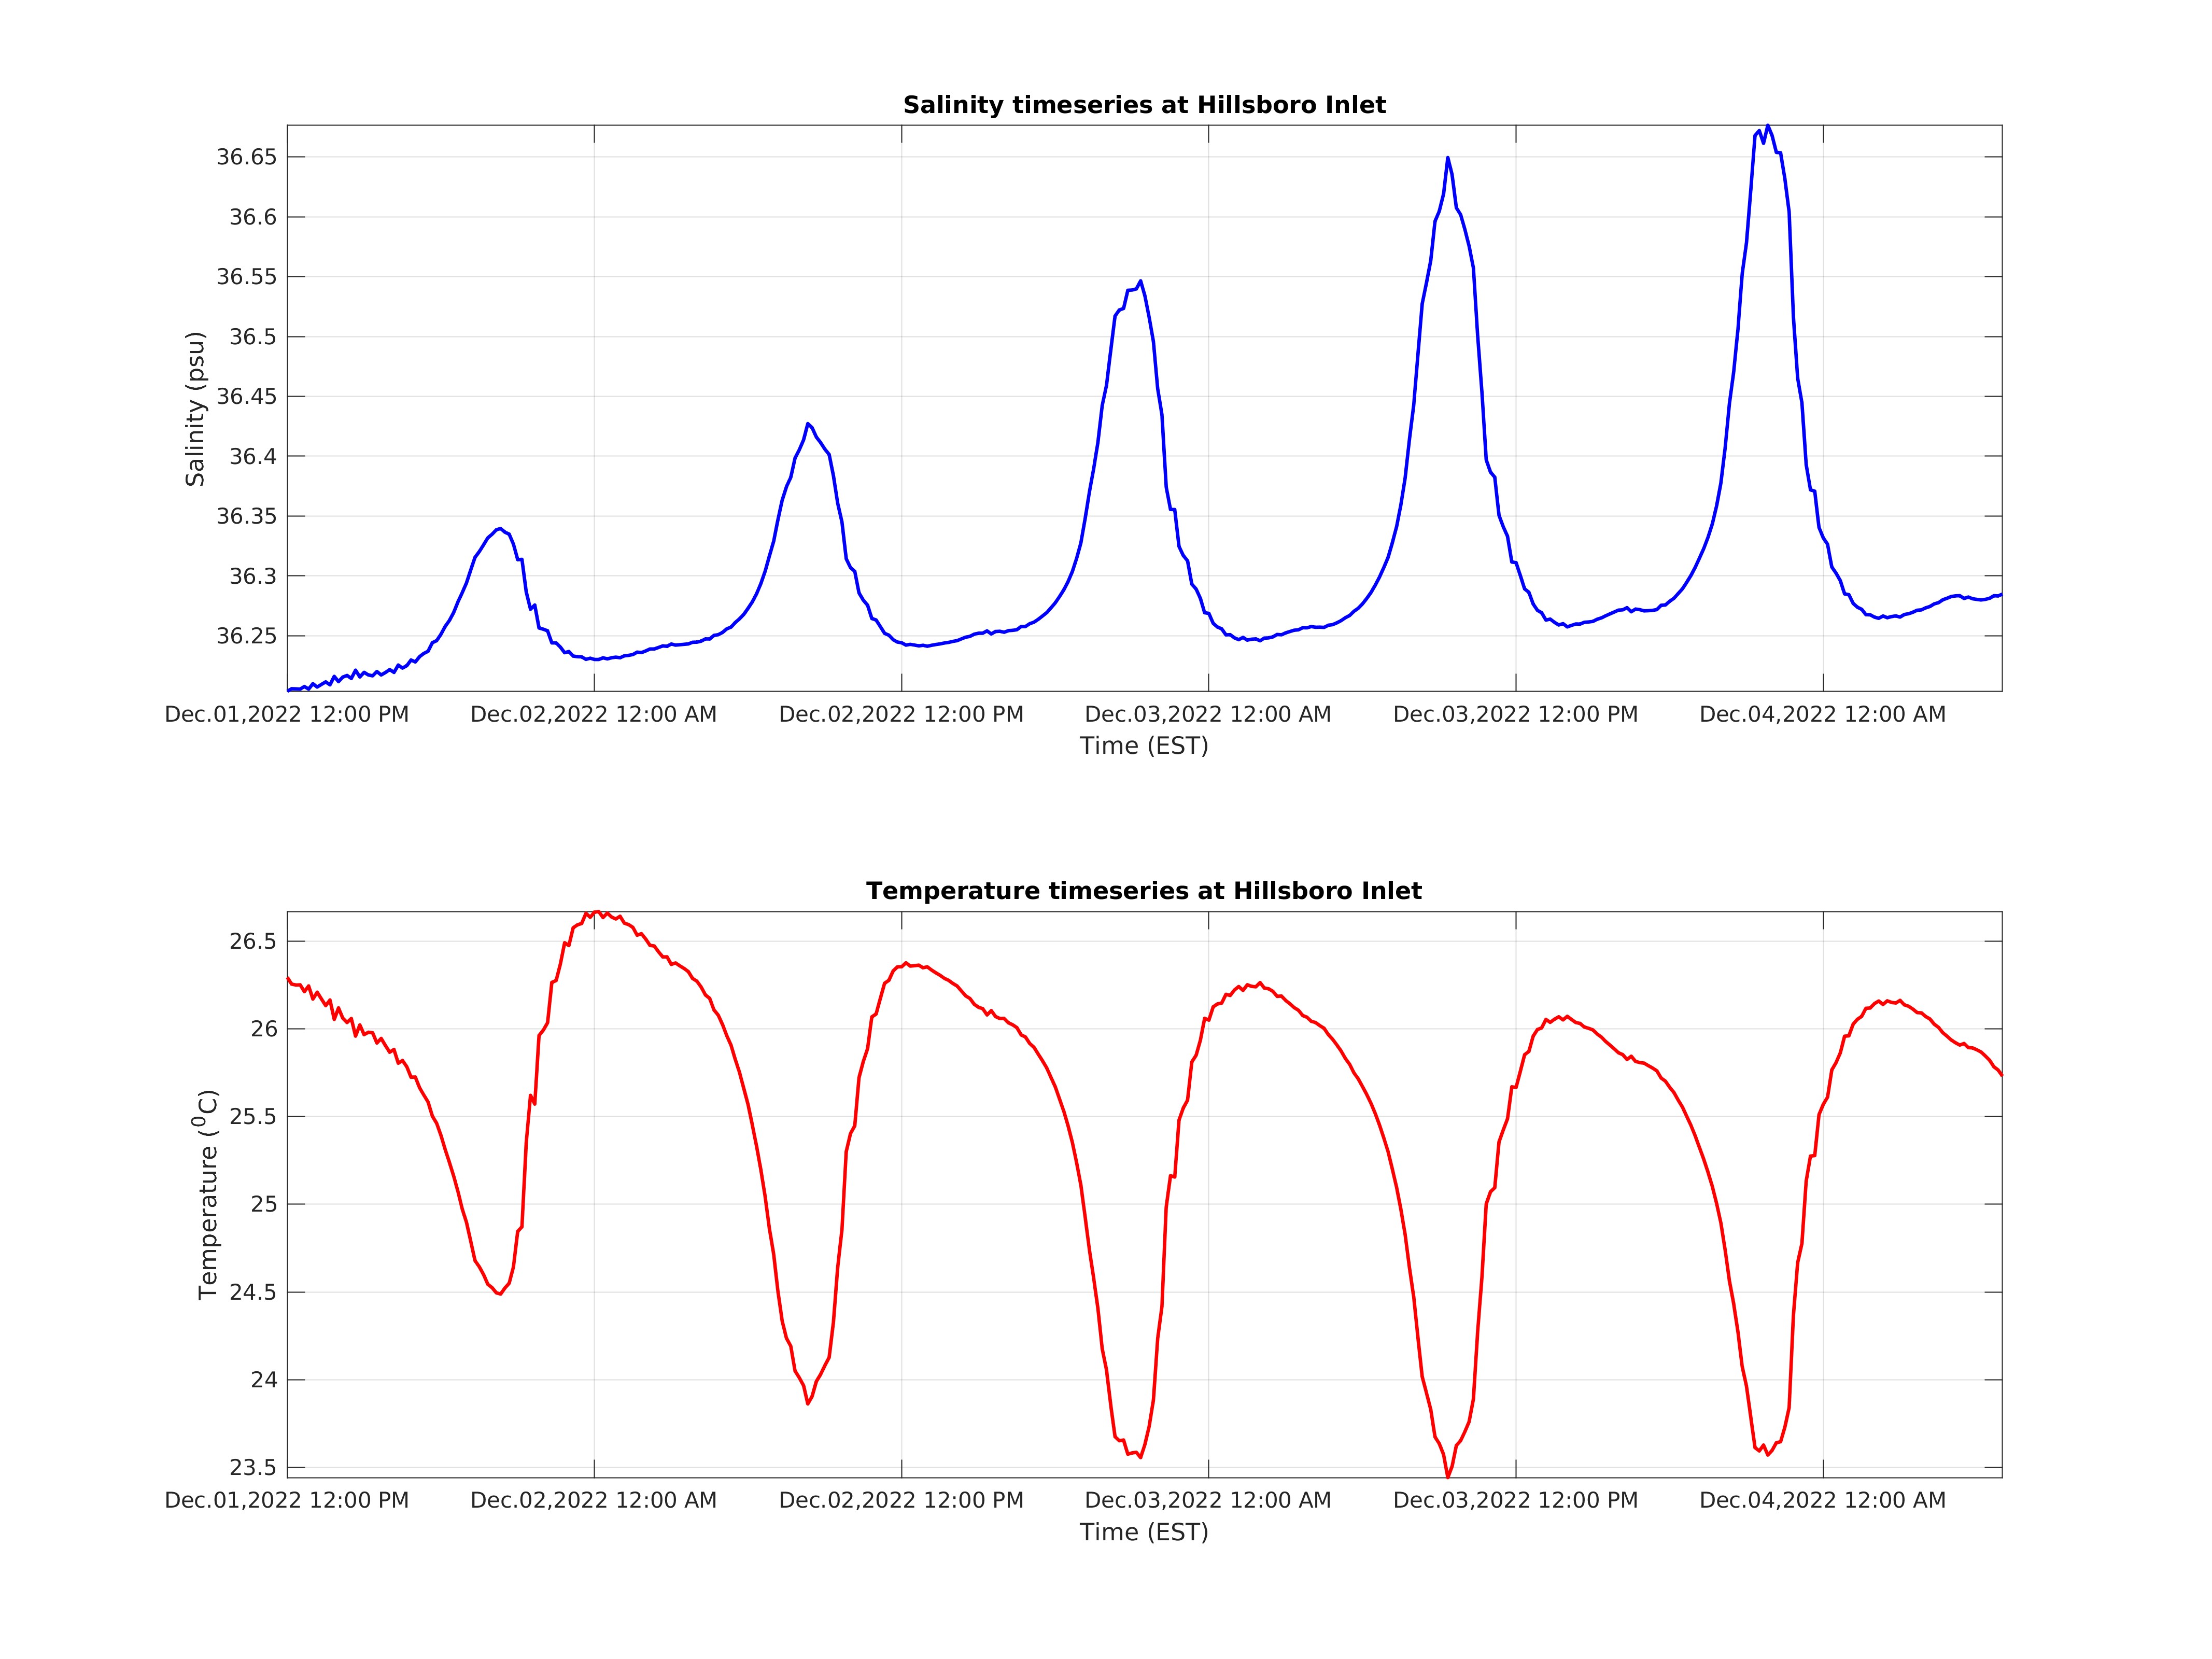 Salinity timeseries at Hillsboro Inlet
36.65
36.6
36.55
36.5
36.45
36.4
36.35
36.3
36.25
Salinity (psu)
Dec.01,2022 12:00 PM Dec.02,2022 12:00 AM Dec.02,2022 12:00 PM Dec.03,2022 12:00 AM Dec.03,2022 12:00 PM Dec.04,2022 12:00 AM
Time (EST)
Temperature timeseries at Hillsboro Inlet
26.5
26
25.5
25
24.5
24
23.5
Temperature (⁰C)
Dec.01,2022 12:00 PM Dec.02,2022 12:00 AM Dec.02,2022 12:00 PM Dec.03,2022 12:00 AM Dec.03,2022 12:00 PM Dec.04,2022 12:00 AM
Time (EST)